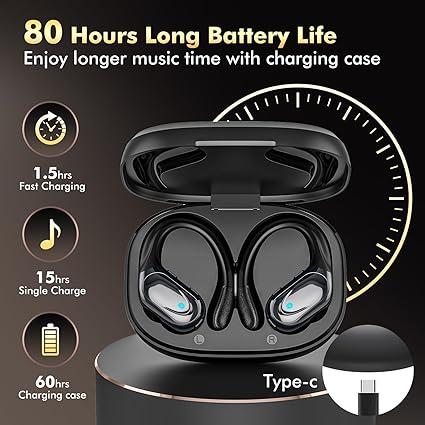 80 Hours Long Battery Life
Enjoy longer music time with charging case
1.5hrs
Fast Charging
15hrs
Single Charge
60hrs
Charging case
L
R
Type-c